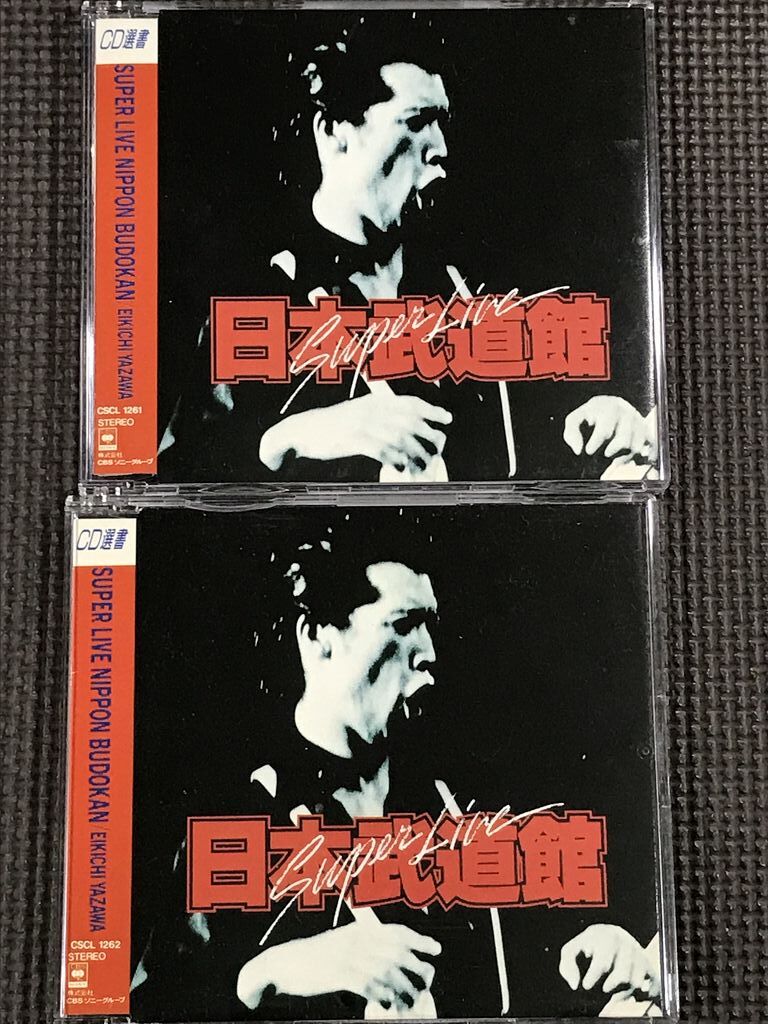 CD選書
SUPER LIVE NIPPON BUDOKAN / EIKICHI YAZAWA
CSCL 1261
STEREO
株式会社
CBSソニーグループ
日本武道館
Super Live
CD選書
SUPER LIVE NIPPON BUDOKAN / EIKICHI YAZAWA
CSCL 1262
STEREO
株式会社
CBSソニーグループ
日本武道館
Super Live